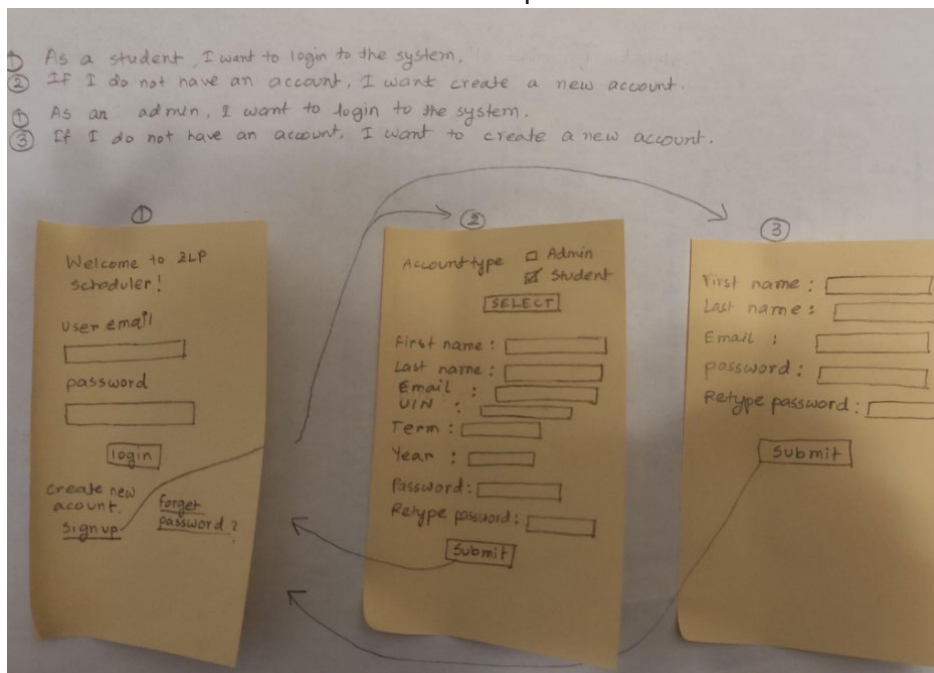 ① As a student, I want to login to the system.
② If I do not have an account, I want create a new account.
① As an admin, I want to login to the system.
③ If I do not have an account, I want to create a new account.
①
Welcome to 2LP
scheduler!
User email
password
login
create new
acount.
sign up
forget
password?
②
Account type
Admin
Student
SELECT
First name :
Last name :
Email :
UIN :
Term :
Year :
Password :
Retype password :
Submit
③
First name :
Last name :
Email :
password :
Retype password :
Submit